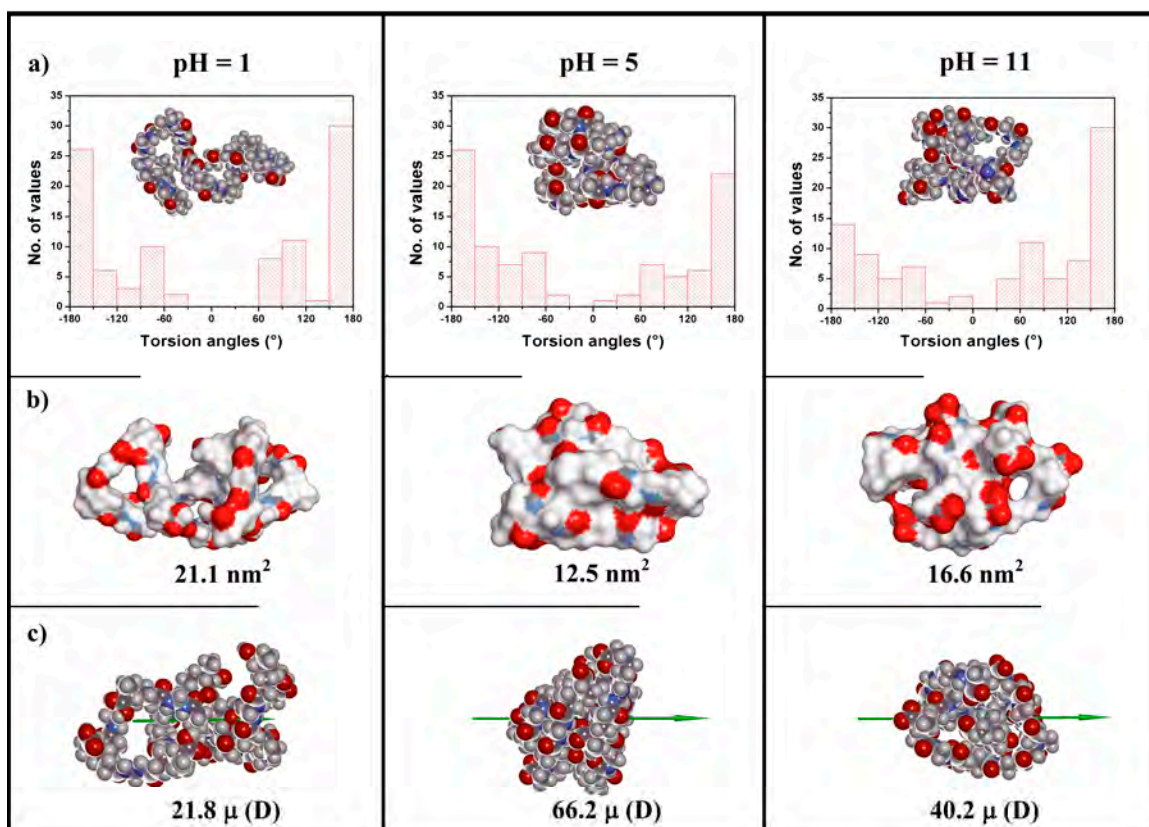 a)
pH = 1
pH = 5
pH = 11
35
30
25
20
15
10
5
0
No. of values
-180 -120 -60 0 60 120 180
Torsion angles (°)
35
30
25
20
15
10
5
0
No. of values
-180 -120 -60 0 60 120 180
Torsion angles (°)
35
30
25
20
15
10
5
0
No. of values
-180 -120 -60 0 60 120 180
Torsion angles (°)
b)
21.1 nm²
12.5 nm²
16.6 nm²
c)
21.8 μ (D)
66.2 μ (D)
40.2 μ (D)